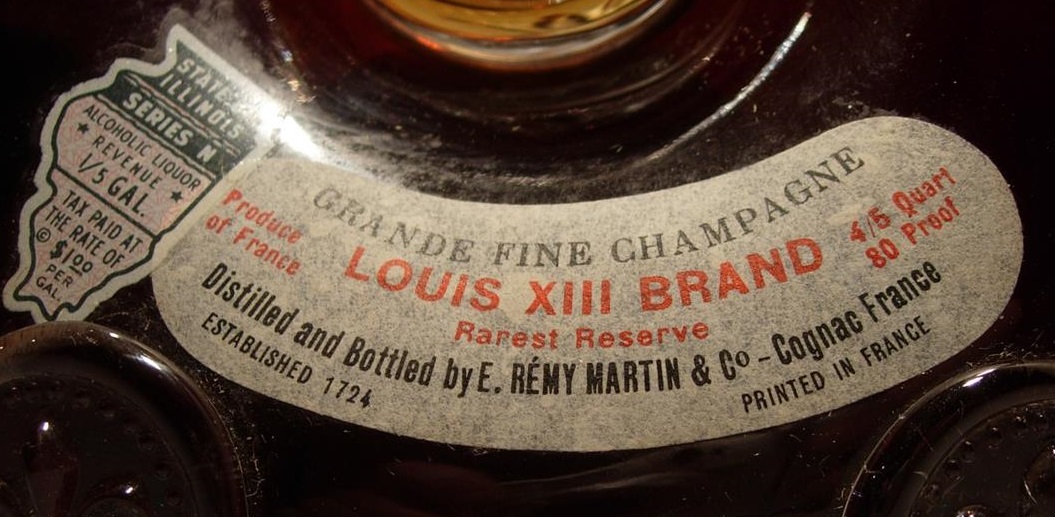 STATE
ILLINOIS
SERIES N
ALCOHOLIC LIQUOR
★ REVENUE ★
1/5 GAL.
TAX PAID AT
THE RATE OF
© $1.00
PER
GAL.
GRANDE FINE CHAMPAGNE
Produce
of France
LOUIS XIII BRAND
4/5 Quart
80 Proof
Rarest Reserve
Distilled and Bottled by E. RÉMY MARTIN & Co – Cognac France
ESTABLISHED 1724
PRINTED IN FRANCE